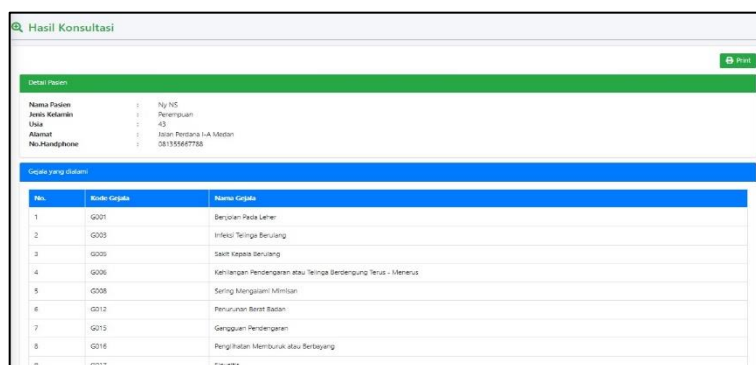 Hasil Konsultasi
Print
Detail Pasien
Nama Pasien : Ny NS
Jenis Kelamin : Perempuan
Usia : 43
Alamat : Jalan Perdana I-A Medan
No.Handphone : 081355667788
Gejala yang dialami
No. Kode Gejala Nama Gejala
1 G001 Benjolan Pada Leher
2 G003 Infeksi Telinga Berulang
3 G005 Sakit Kepala Berulang
4 G006 Kehilangan Pendengaran atau Telinga Berdengung Terus - Menerus
5 G008 Sering Mengalami Mimisan
6 G012 Penurunan Berat Badan
7 G015 Gangguan Pendengaran
8 G016 Penglihatan Memburuk atau Berbayang
9 G017